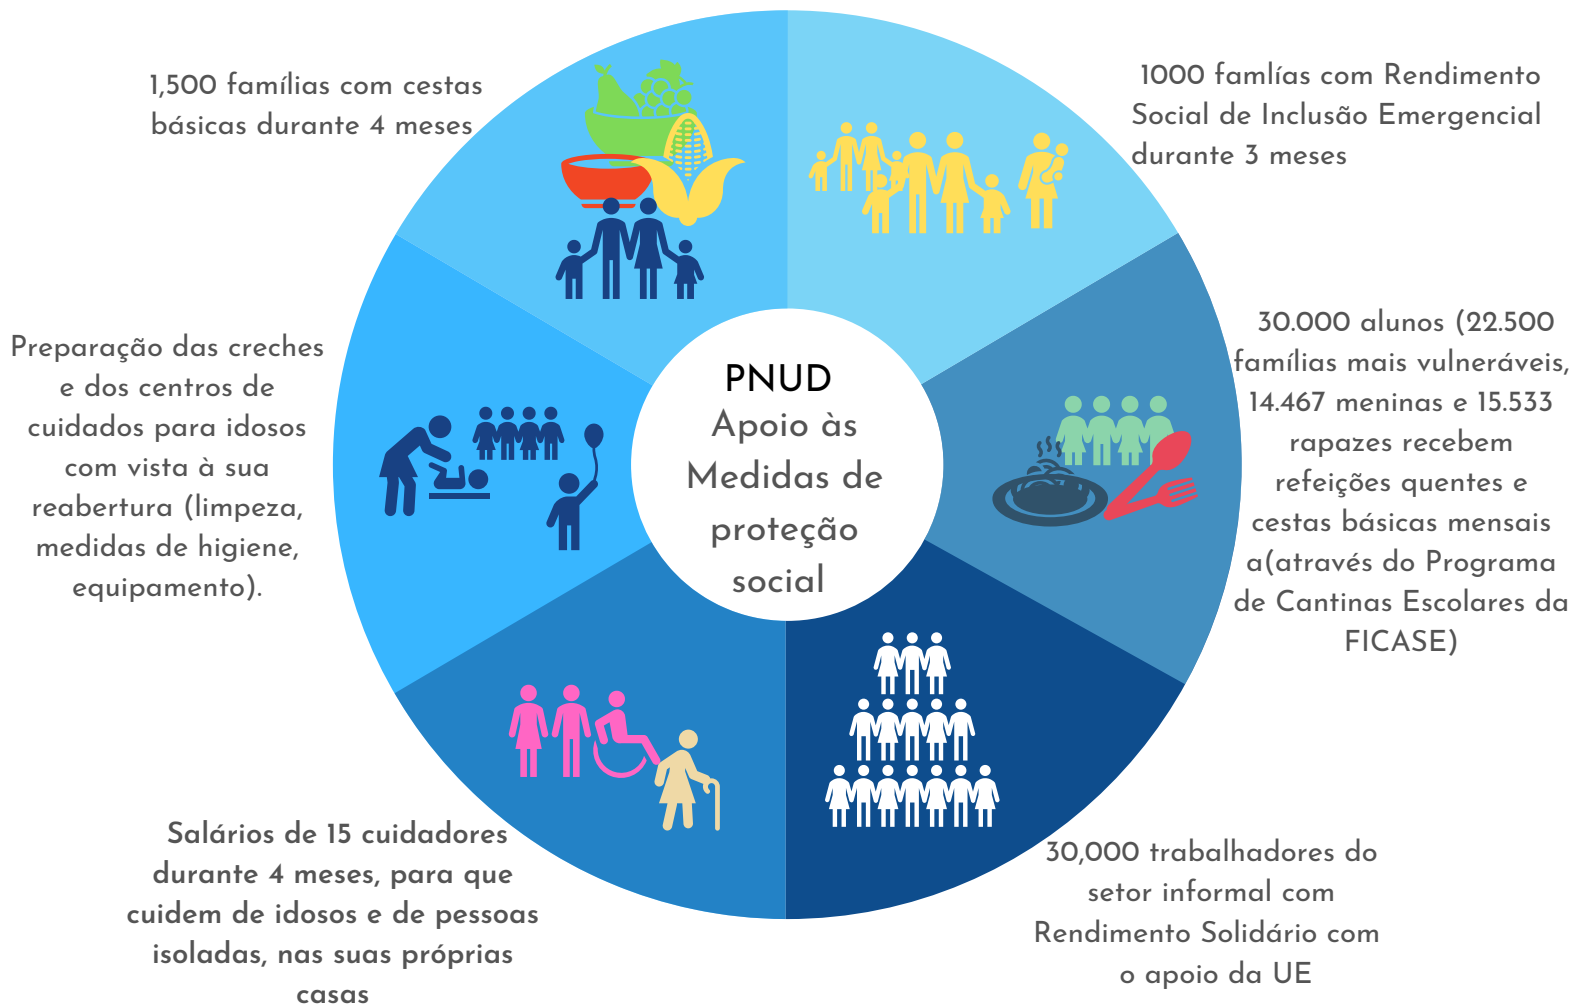 1,500 famílias com cestas
básicas durante 4 meses
1000 famlías com Rendimento
Social de Inclusão Emergencial
durante 3 meses
Preparação das creches
e dos centros de
cuidados para idosos
com vista à sua
reabertura (limpeza,
medidas de higiene,
equipamento).
PNUD
Apoio às
Medidas de
proteção
social
30.000 alunos (22.500
famílias mais vulneráveis,
14.467 meninas e 15.533
rapazes recebem
refeições quentes e
cestas básicas mensais
a(através do Programa
de Cantinas Escolares da
FICASE)
Salários de 15 cuidadores
durante 4 meses, para que
cuidem de idosos e de pessoas
isoladas, nas suas próprias
casas
30,000 trabalhadores do
setor informal com
Rendimento Solidário com
o apoio da UE